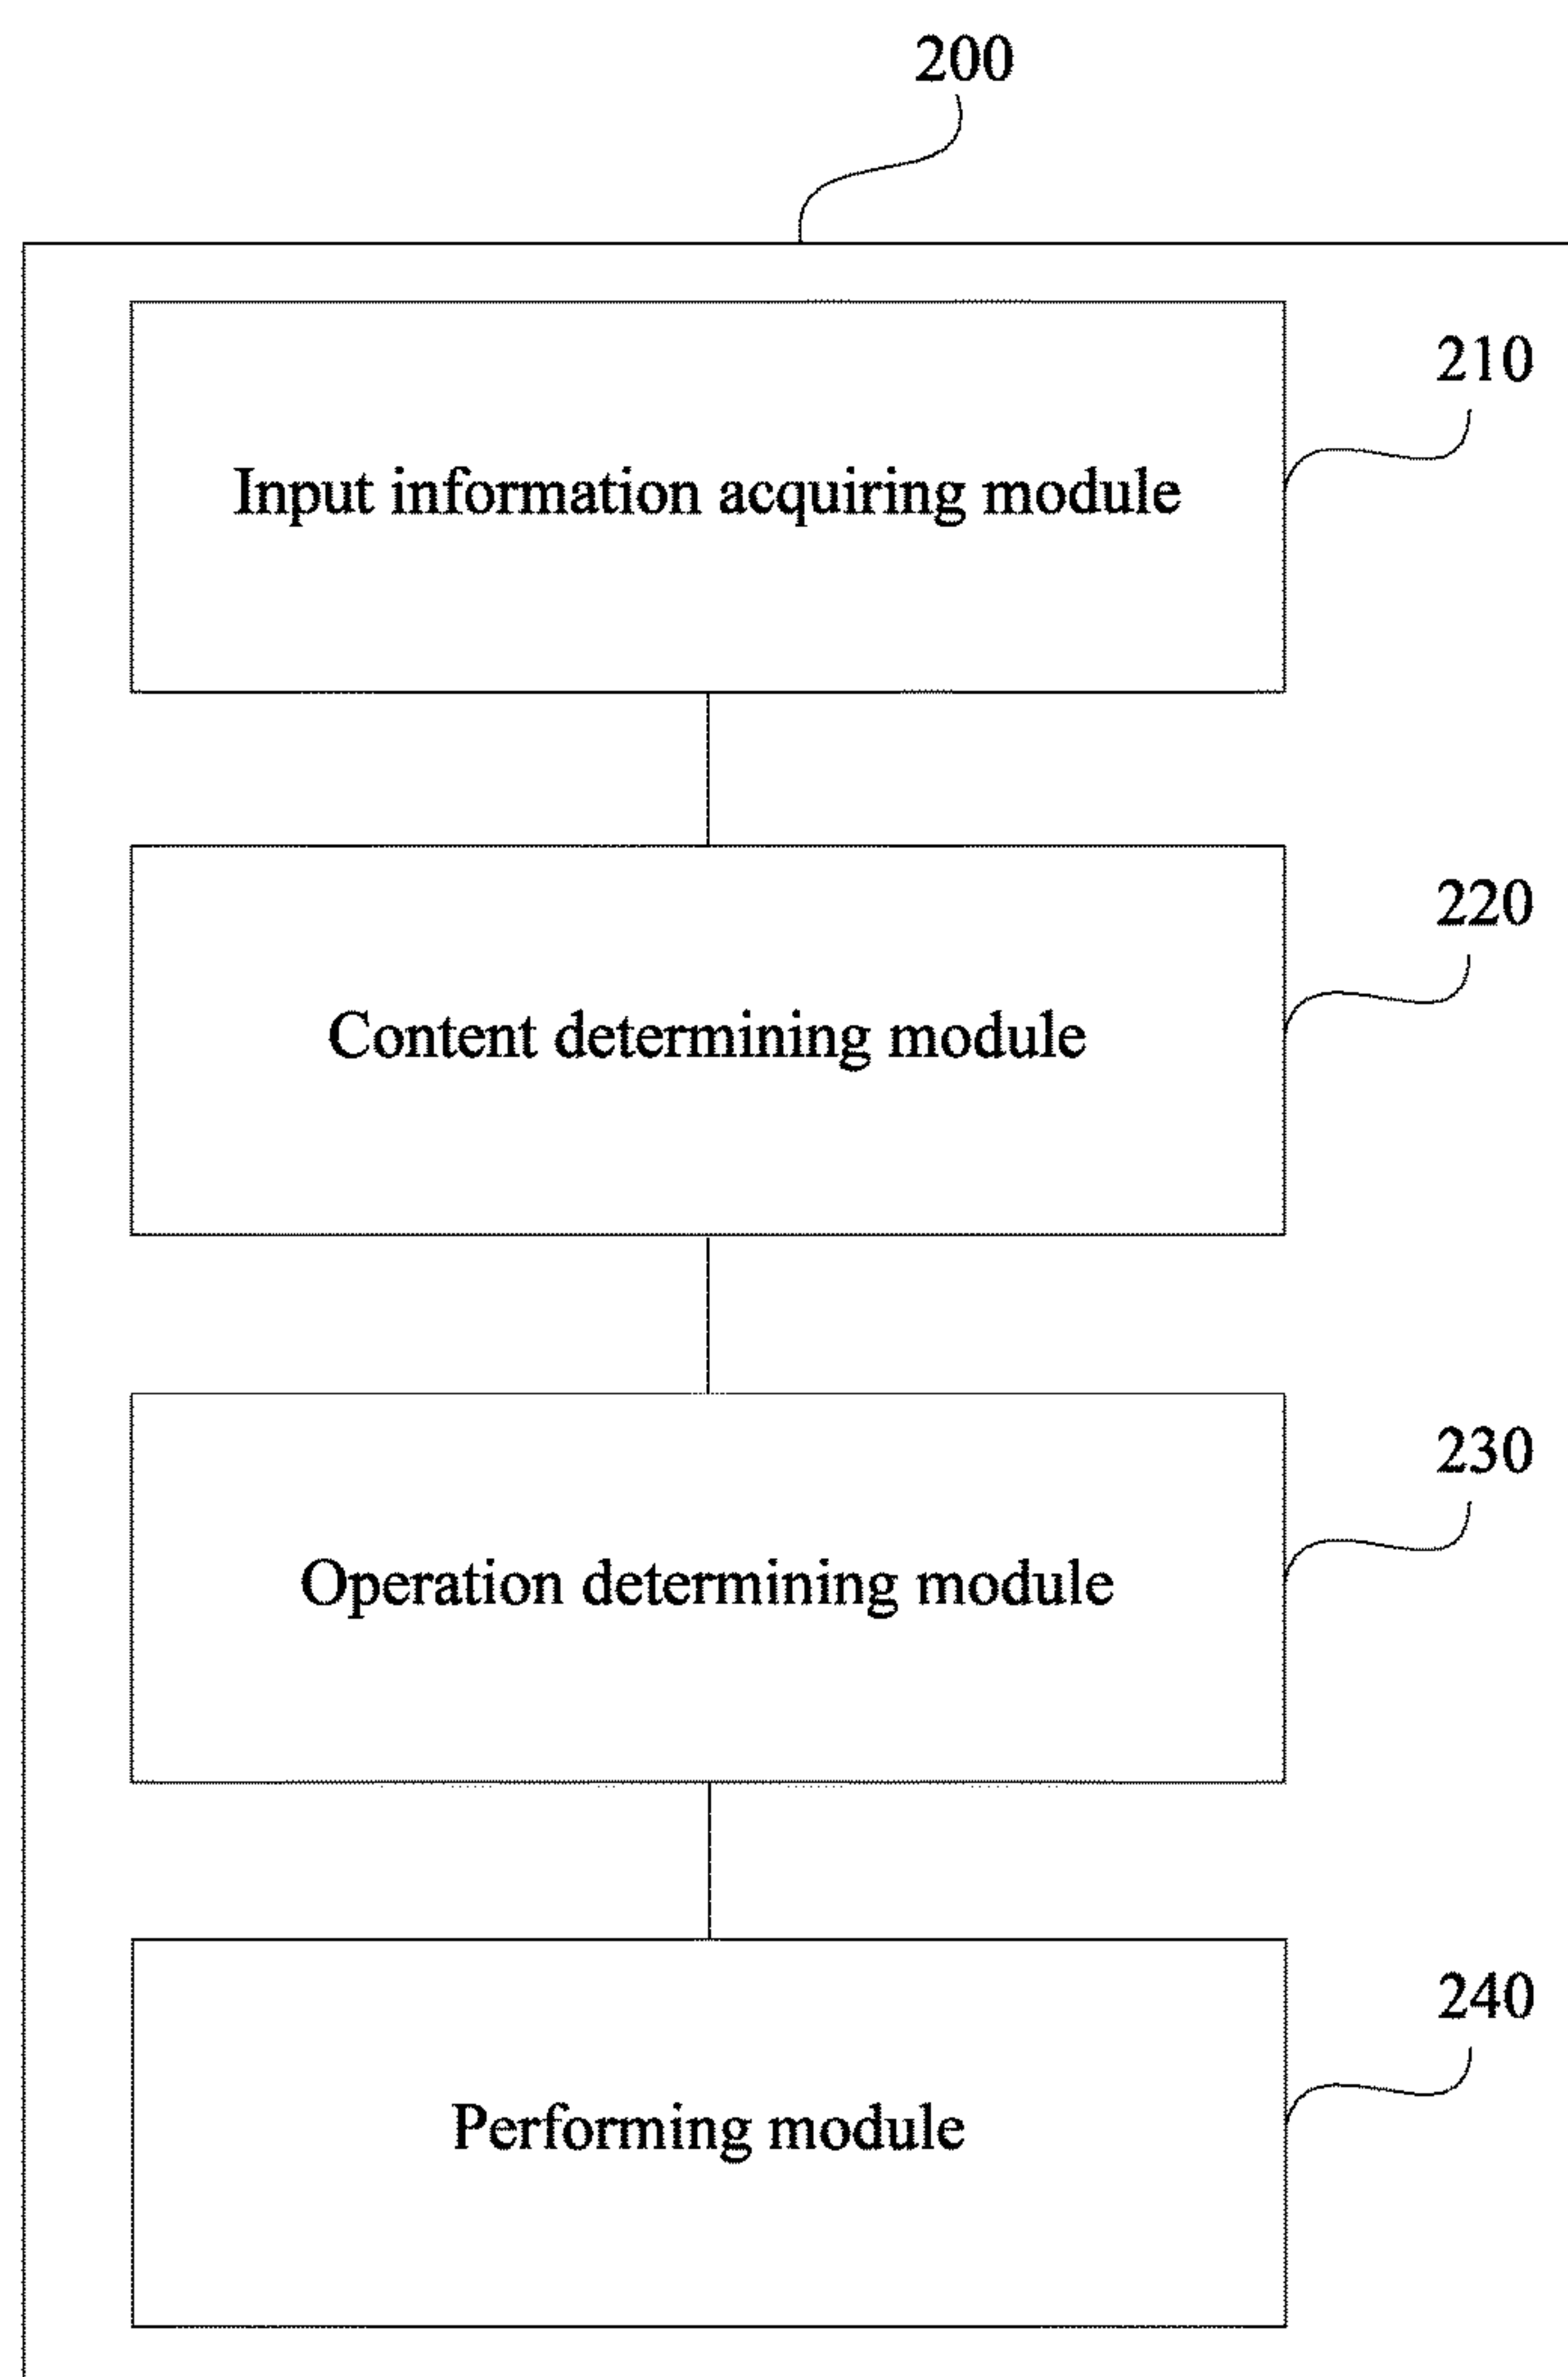 200
210
Input information acquiring module
220
Content determining module
230
Operation determining module
240
Performing module